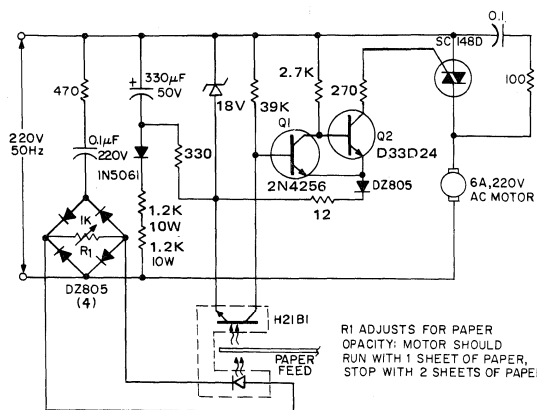 0.1
SC148D
100
2.7K
270
330µF
50V
470
18V
39K
Q1
Q2
D33D24
220V
50Hz
0.1µF
220V
1N5061
330
2N4256
DZ805
12
6A,220V
AC MOTOR
1.2K
10W
1.2K
10W
1K
R1
DZ805
(4)
H21B1
PAPER
FEED
R1 ADJUSTS FOR PAPER
OPACITY: MOTOR SHOULD
RUN WITH 1 SHEET OF PAPER,
STOP WITH 2 SHEETS OF PAPE